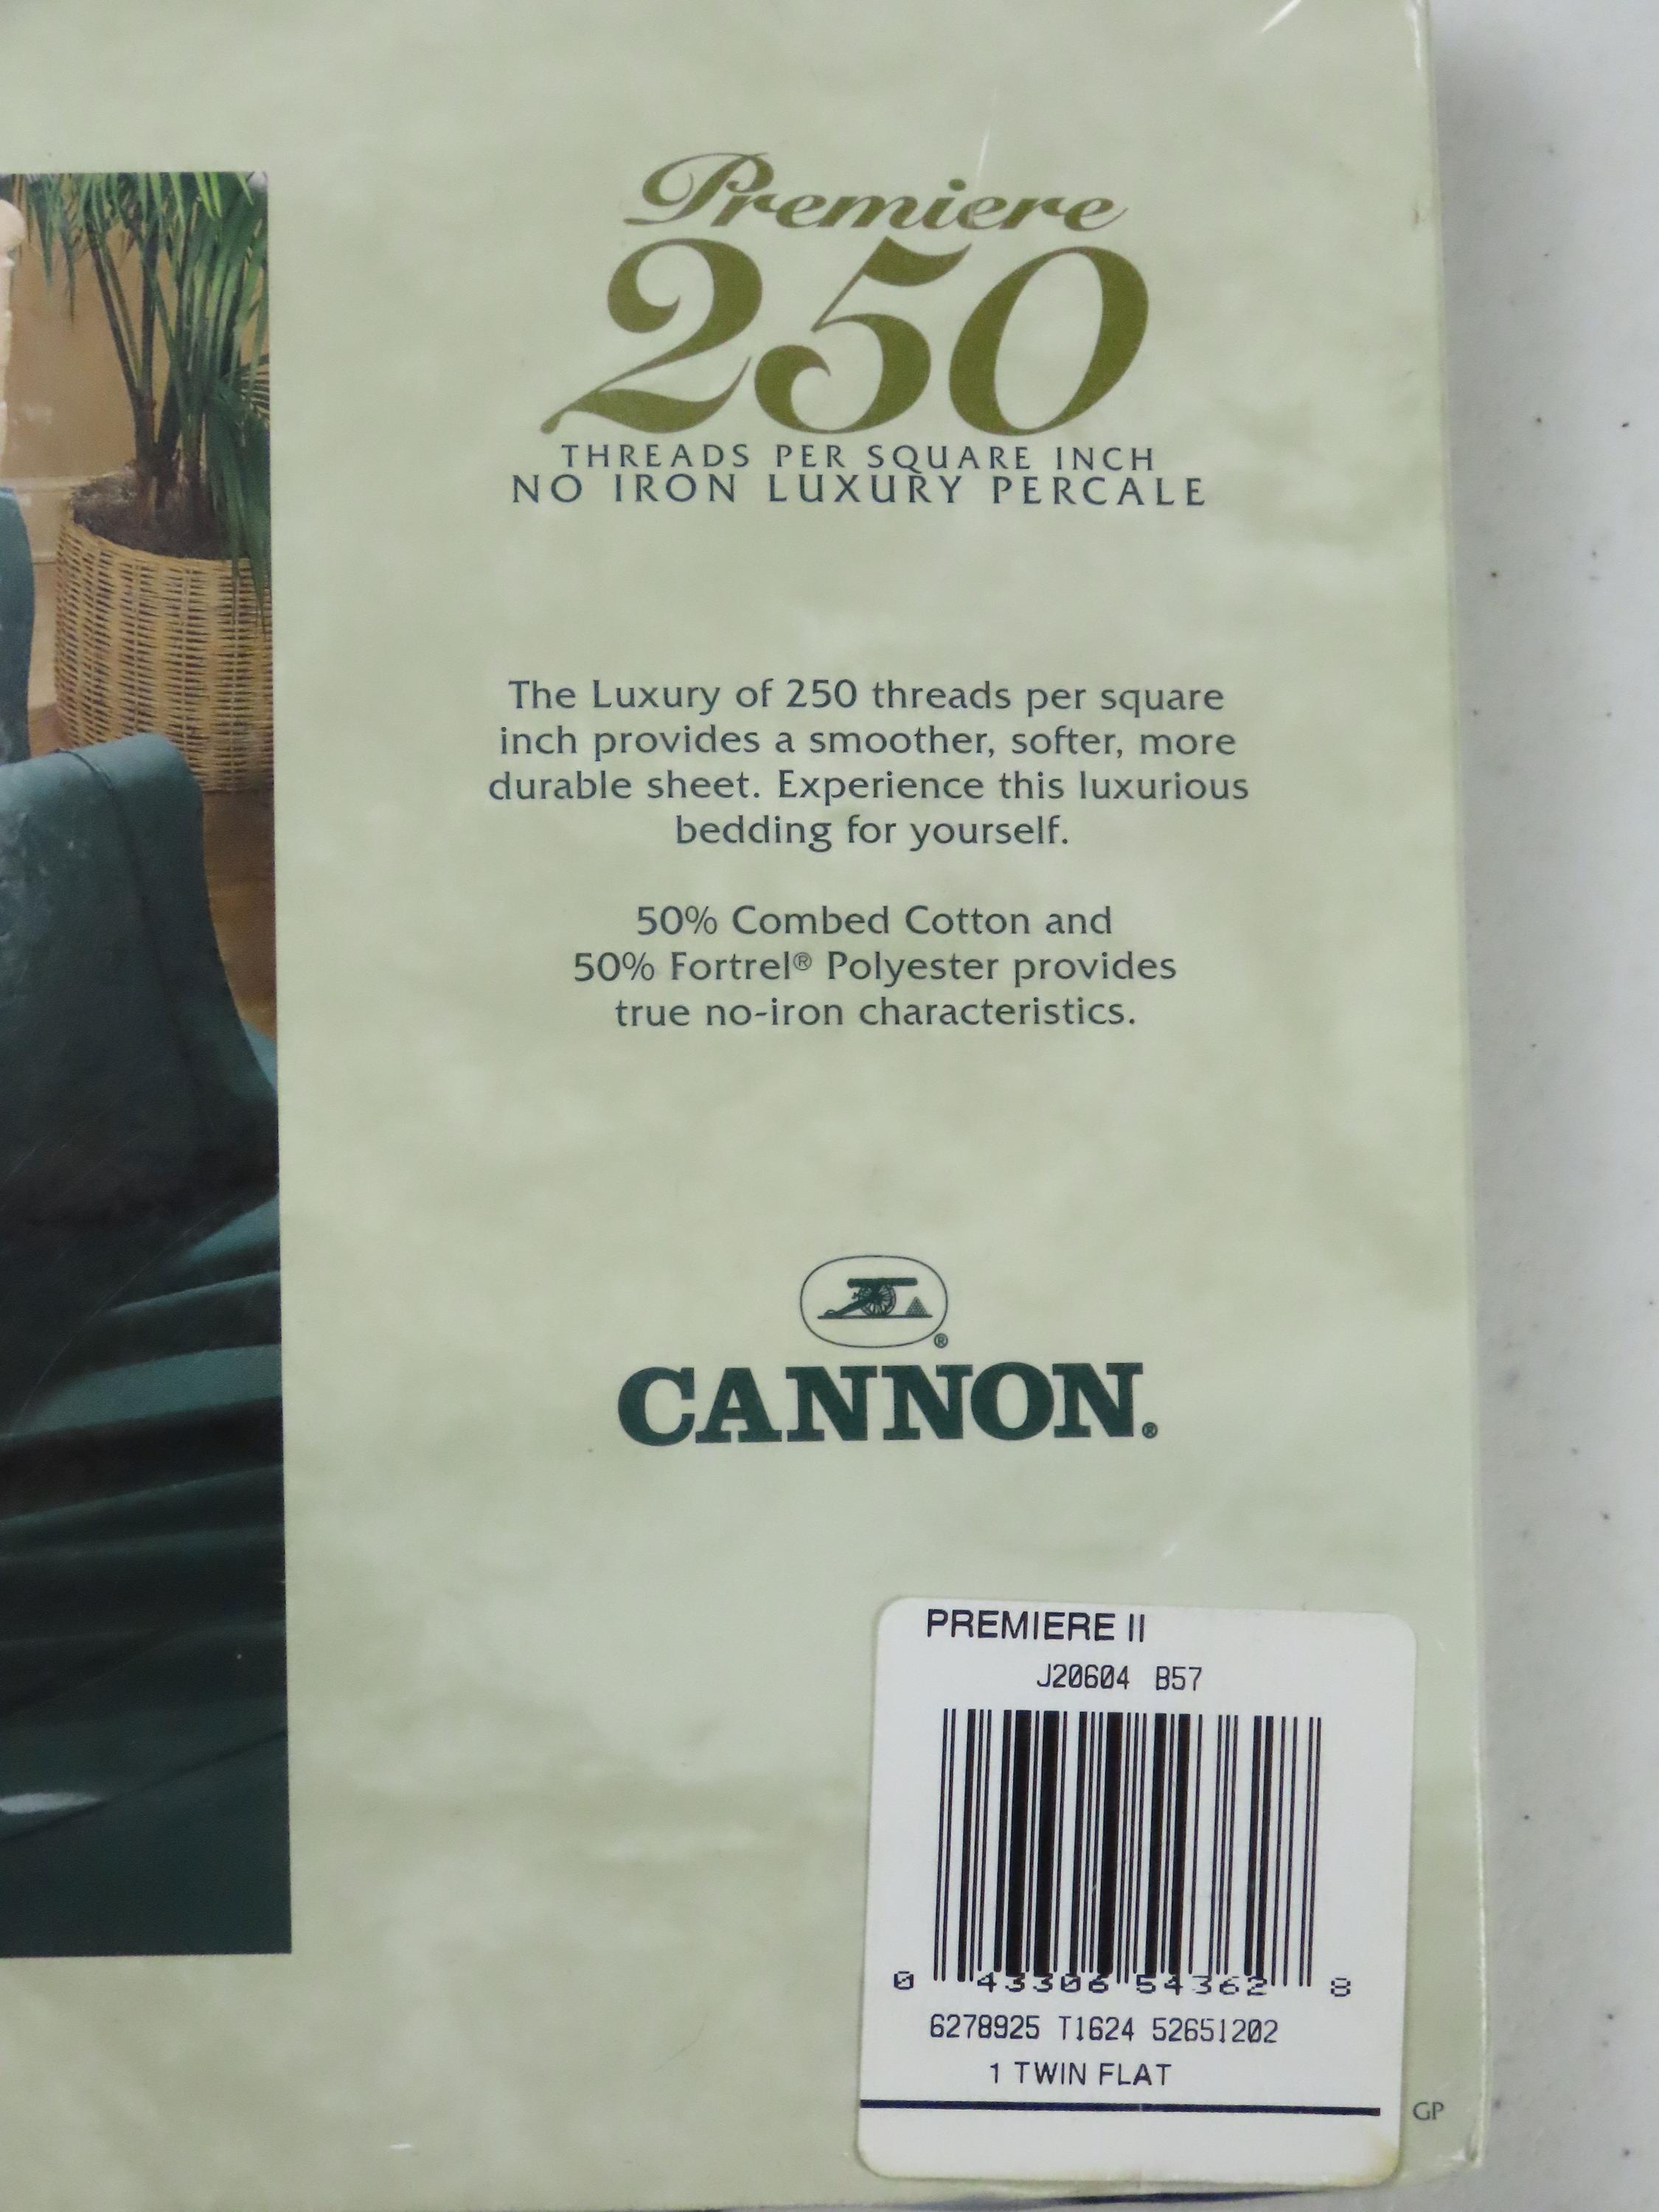 Premiere
250
THREADS PER SQUARE INCH
NO IRON LUXURY PERCALE
The Luxury of 250 threads per square
inch provides a smoother, softer, more
durable sheet. Experience this luxurious
bedding for yourself.
50% Combed Cotton and
50% Fortrel® Polyester provides
true no-iron characteristics.
®
CANNON®
PREMIERE II
J20604 B57
0 43306 54362 8
6278925 T1624 52651202
1 TWIN FLAT
GP